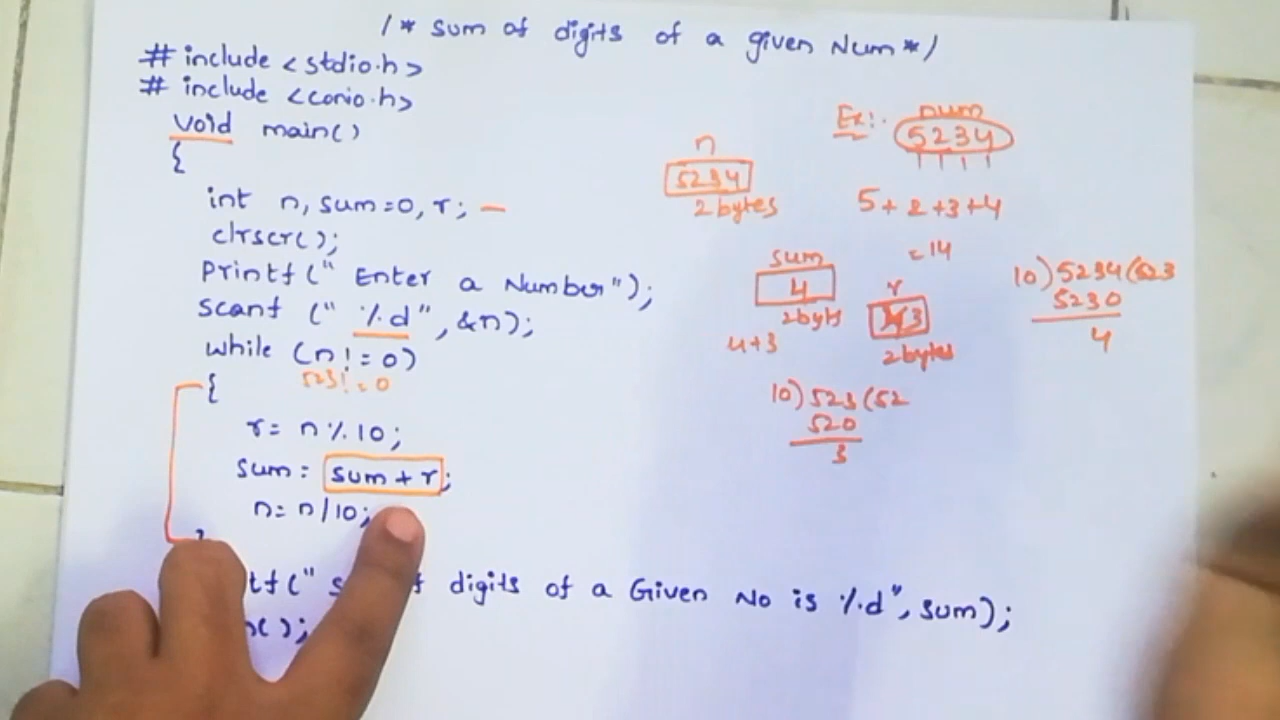 /* sum of digits of a given Num */
# include <stdio.h>
# include <conio.h>
void main()
{
int n, sum=0, r;
clrscr();
printf (" Enter a Number");
scanf (" %d", &n);
while (n != 0)
523! = 0
{
r = n % 10;
sum = sum + r;
n = n / 10;
}
tf (" s f digits of a Given No is %d", sum);
();
Ex:- num
5234
5 + 2 + 3 + 4
= 14
n
5234
2 bytes
sum
4
2 byts
4+3
r
3
2 bytes
10) 5234 (523
5230
4
10) 523 (52
520
3